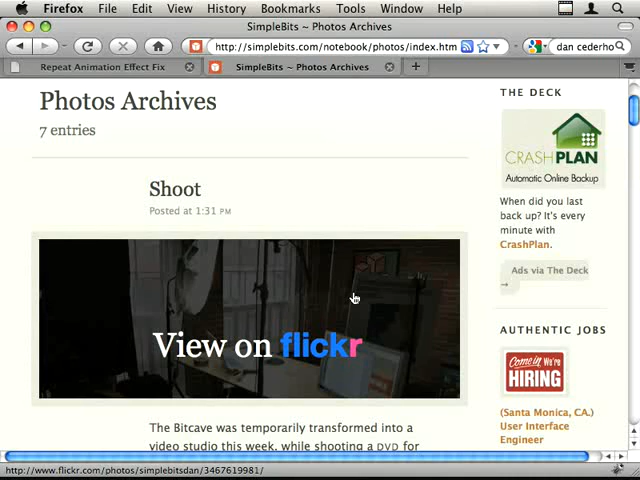 Firefox File Edit View History Bookmarks Tools Window Help
SimpleBits ~ Photos Archives
http://simplebits.com/notebook/photos/index.htm
dan cederho
Repeat Animation Effect Fix
SimpleBits ~ Photos Archives
Photos Archives
7 entries
Shoot
Posted at 1:31 PM
View on flickr
The Bitcave was temporarily transformed into a
video studio this week, while shooting a DVD for
THE DECK
CRASHPLAN
Automatic Online Backup
When did you last
back up? It's every
minute with
CrashPlan.
Ads via The Deck
→
AUTHENTIC JOBS
Come in We're
HIRING
(Santa Monica, CA.)
User Interface
Engineer
http://www.flickr.com/photos/simplebitsdan/3467619981/